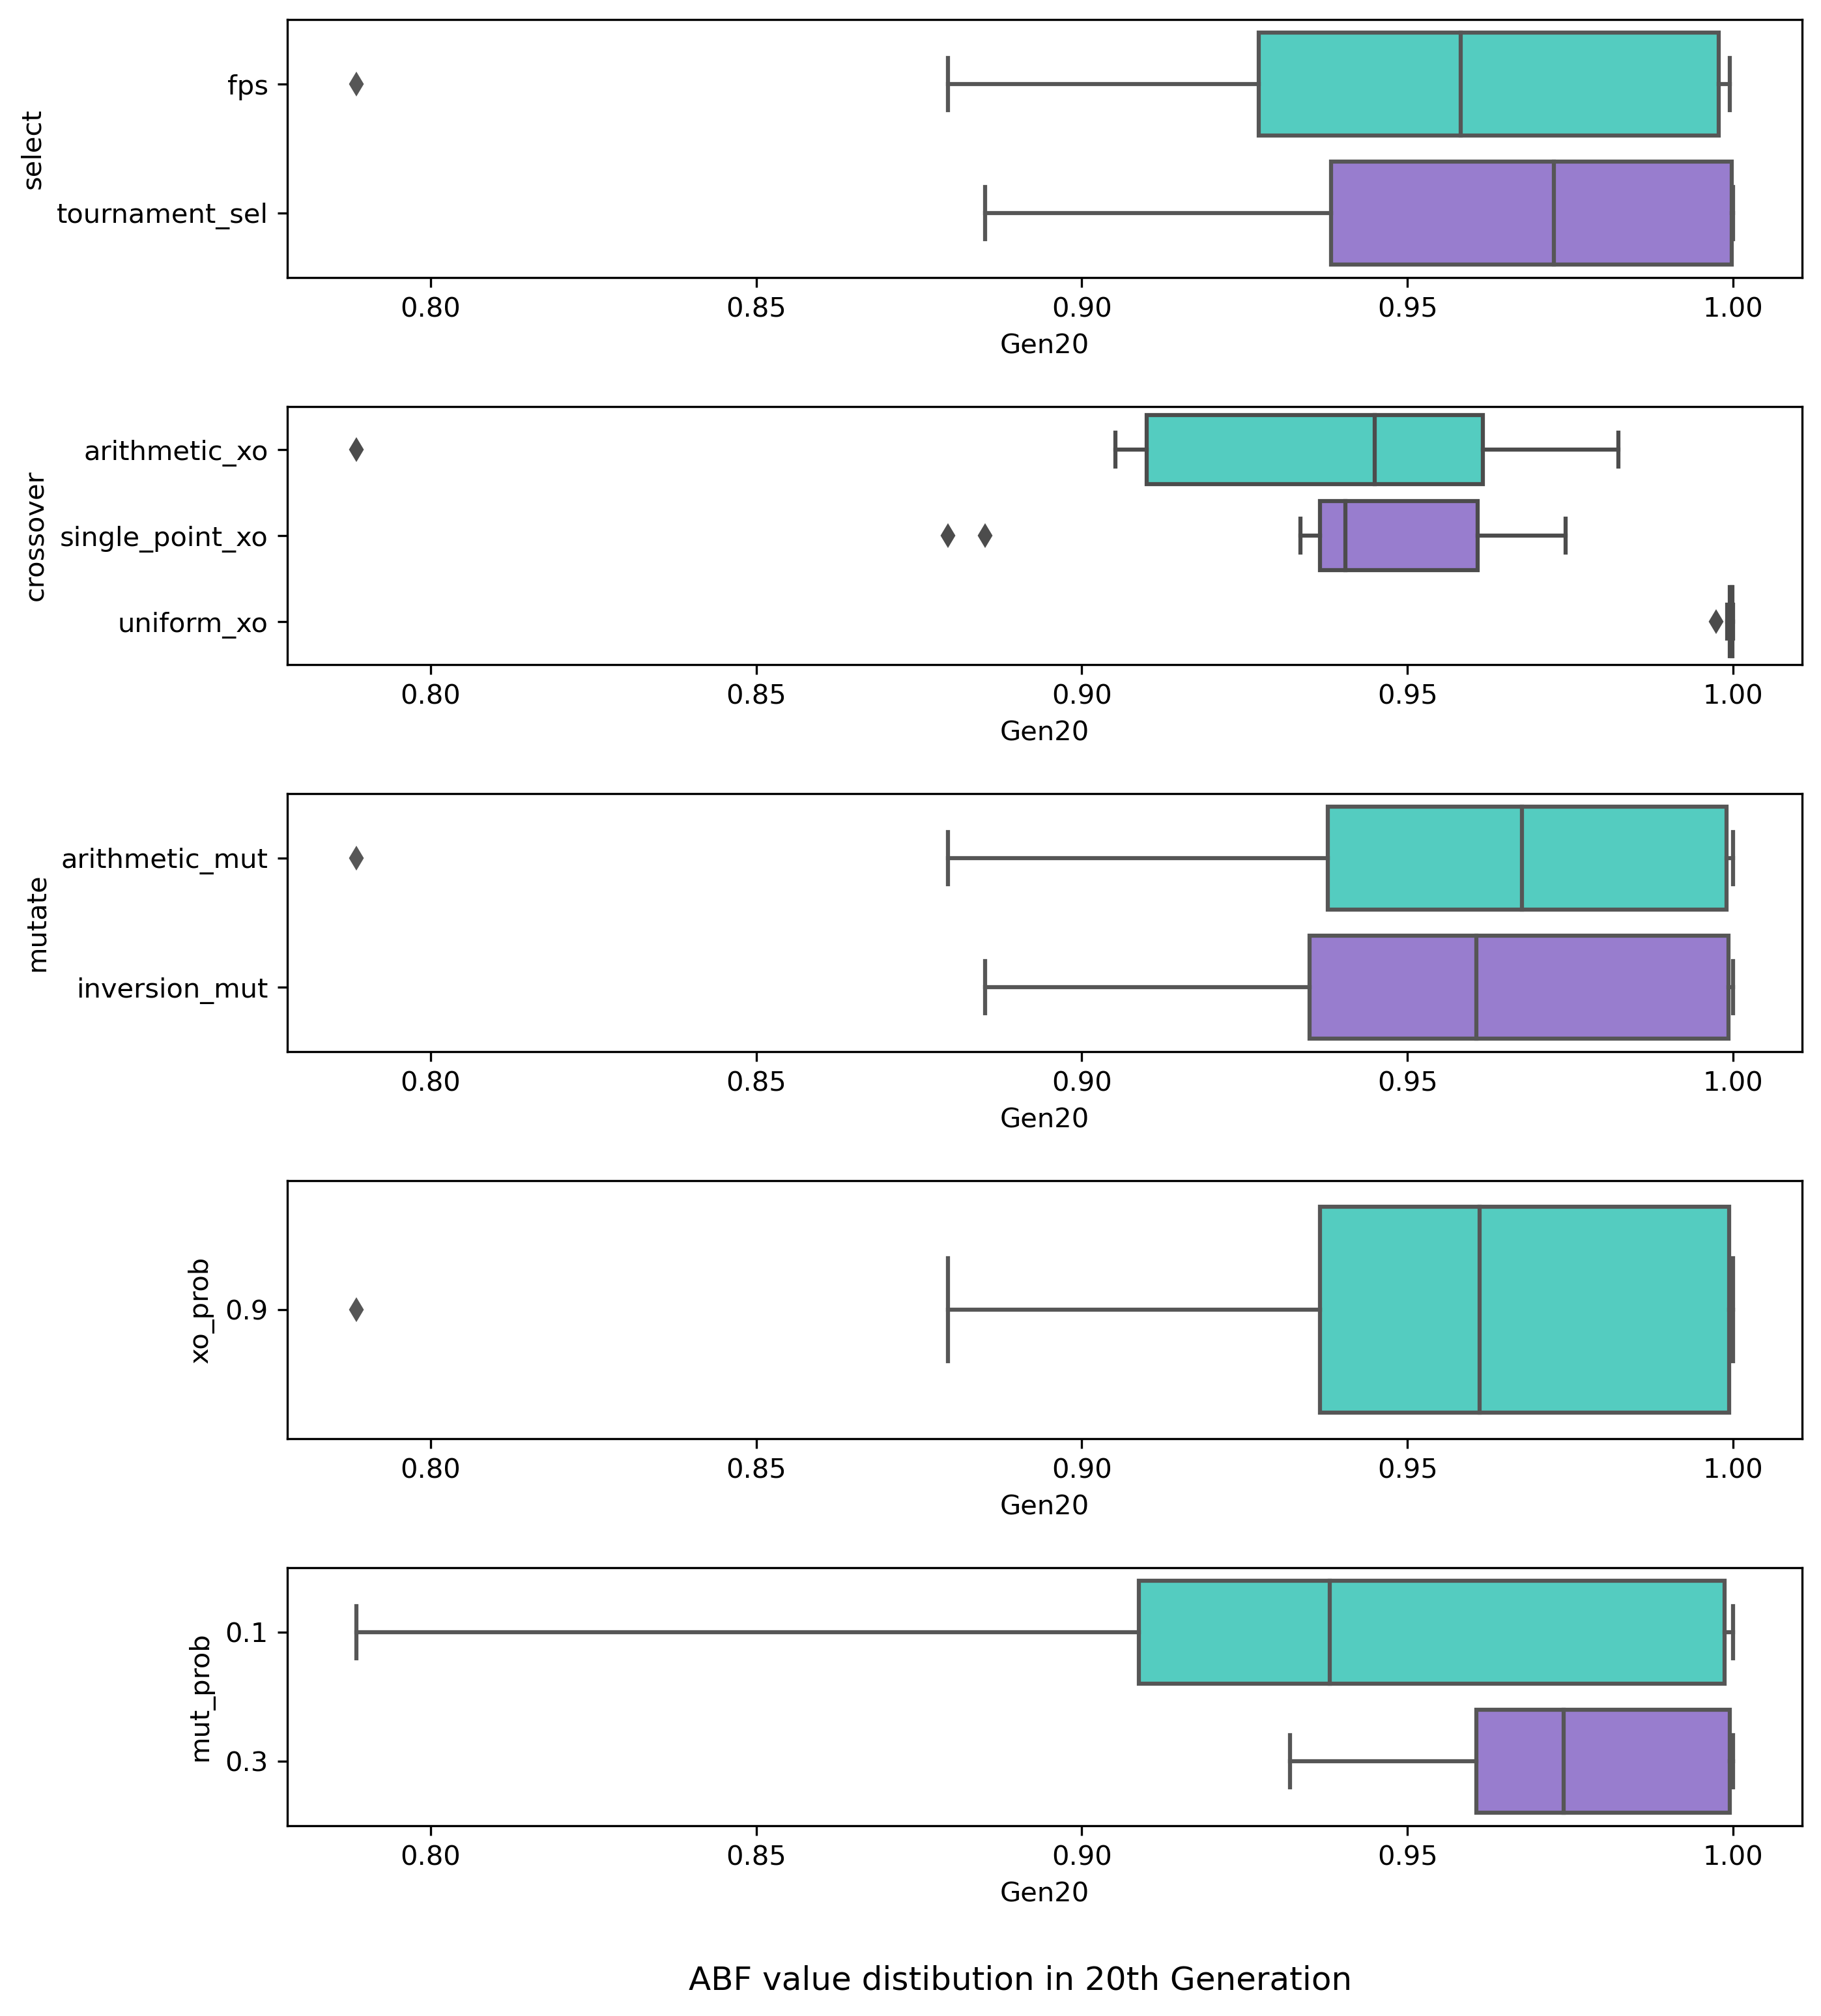 select
fps
tournament_sel
0.80 0.85 0.90 0.95 1.00
Gen20
crossover
arithmetic_xo
single_point_xo
uniform_xo
0.80 0.85 0.90 0.95 1.00
Gen20
mutate
arithmetic_mut
inversion_mut
0.80 0.85 0.90 0.95 1.00
Gen20
xo_prob
0.9
0.80 0.85 0.90 0.95 1.00
Gen20
mut_prob
0.1
0.3
0.80 0.85 0.90 0.95 1.00
Gen20
ABF value distibution in 20th Generation